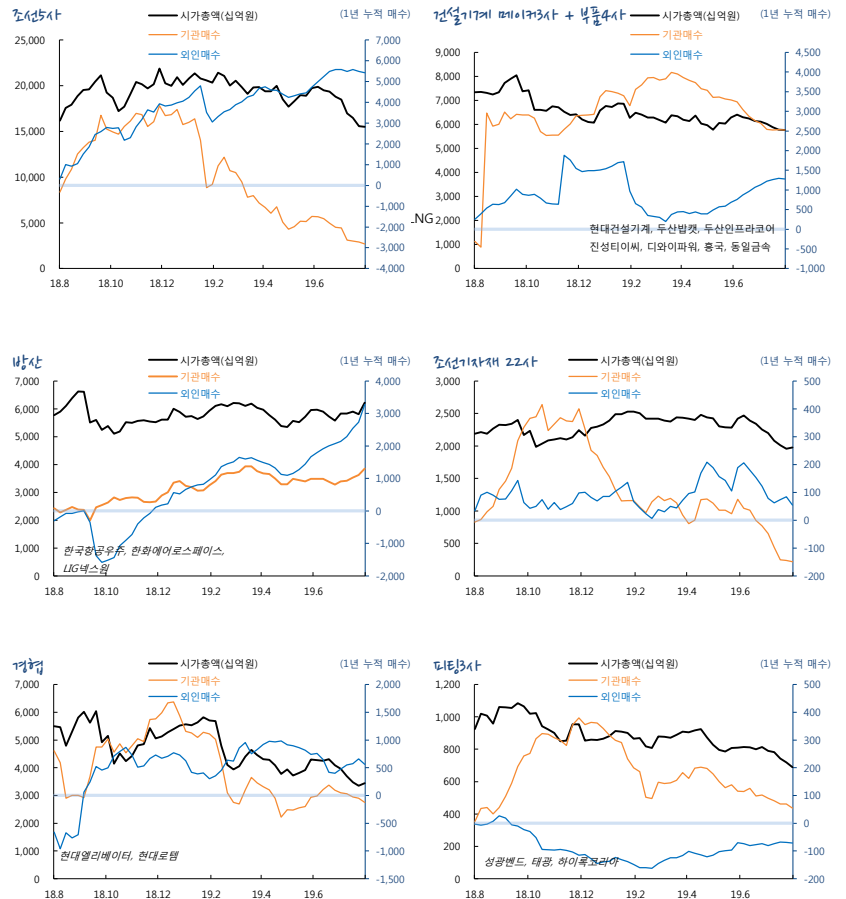 조선5사
시가총액(십억원)
기관매수
외인매수
(1년 누적 매수)
25,000
20,000
15,000
10,000
5,000
0
7,000
6,000
5,000
4,000
3,000
2,000
1,000
0
-1,000
-2,000
-3,000
-4,000
18.8 18.10 18.12 19.2 19.4 19.6
건설기계 메이커3사 + 부품4사
시가총액(십억원)
기관매수
외인매수
(1년 누적 매수)
9,000
8,000
7,000
6,000
5,000
4,000
3,000
2,000
1,000
0
LNG
4,500
4,000
3,500
3,000
2,500
2,000
1,500
1,000
500
0
-500
-1,000
현대건설기계, 두산밥캣, 두산인프라코어
진성티이씨, 디와이파워, 흥국, 동일금속
18.8 18.10 18.12 19.2 19.4 19.6
방산
시가총액(십억원)
기관매수
외인매수
(1년 누적 매수)
7,000
6,000
5,000
4,000
3,000
2,000
1,000
0
4,000
3,000
2,000
1,000
0
-1,000
-2,000
한국항공우주, 한화에어로스페이스,
LIG넥스원
18.8 18.10 18.12 19.2 19.4 19.6
조선기자재 22사
시가총액(십억원)
기관매수
외인매수
(1년 누적 매수)
3,000
2,500
2,000
1,500
1,000
500
0
500
400
300
200
100
0
-100
-200
18.8 18.10 18.12 19.2 19.4 19.6
경협
시가총액(십억원)
기관매수
외인매수
(1년 누적 매수)
7,000
6,000
5,000
4,000
3,000
2,000
1,000
0
2,000
1,500
1,000
500
0
-500
-1,000
-1,500
현대엘리베이터, 현대로템
18.8 18.10 18.12 19.2 19.4 19.6
피팅3사
시가총액(십억원)
기관매수
외인매수
(1년 누적 매수)
1,200
1,000
800
600
400
200
0
500
400
300
200
100
0
-100
-200
성광벤드, 태광, 하이록코리아
18.8 18.10 18.12 19.2 19.4 19.6